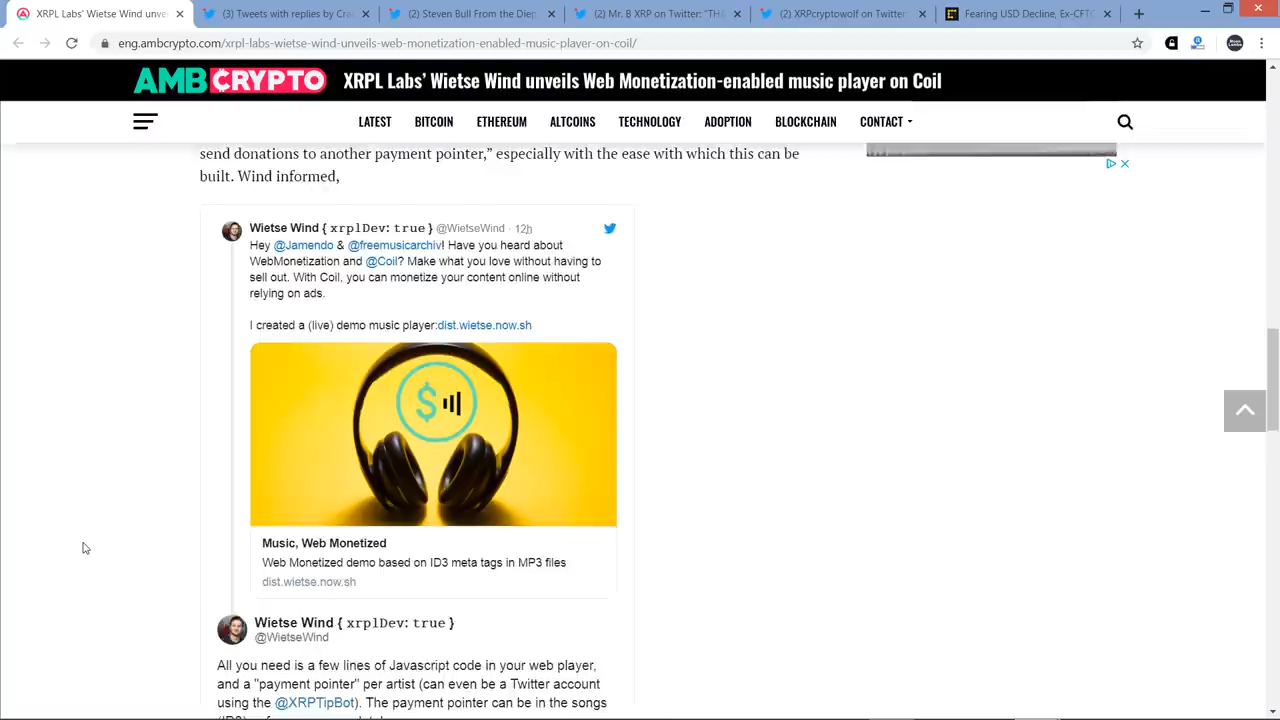 XRPL Labs' Wietse Wind unve
(3) Tweets with replies by Cra
(2) Steven Bull From the Diep
(2) Mr. B XRP on Twitter: "TH
(2) XRPcryptowolf on Twitter
Fearing USD Decline, Ex-CFTC
eng.ambcrypto.com/xrpl-labs-wietse-wind-unveils-web-monetization-enabled-music-player-on-coil/
AMBCRYPTO
XRPL Labs' Wietse Wind unveils Web Monetization-enabled music player on Coil
LATEST BITCOIN ETHEREUM ALTCOINS TECHNOLOGY ADOPTION BLOCKCHAIN CONTACT
send donations to another payment pointer," especially with the ease with which this can be
built. Wind informed,
Wietse Wind { xrplDev: true } @WietseWind · 12h
Hey @Jamendo & @freemusicarchiv! Have you heard about
WebMonetization and @Coil? Make what you love without having to
sell out. With Coil, you can monetize your content online without
relying on ads.
I created a (live) demo music player:dist.wietse.now.sh
$
Music, Web Monetized
Web Monetized demo based on ID3 meta tags in MP3 files
dist.wietse.now.sh
Wietse Wind { xrplDev: true }
@WietseWind
All you need is a few lines of Javascript code in your web player,
and a "payment pointer" per artist (can even be a Twitter account
using the @XRPTipBot). The payment pointer can be in the songs